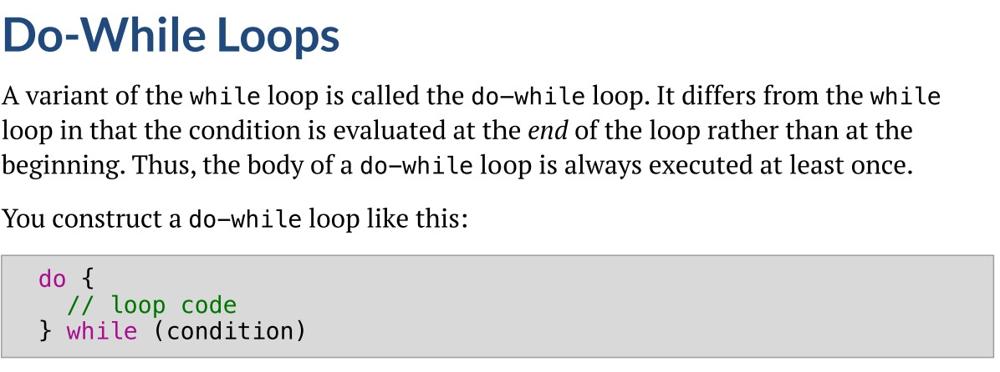 Do-While Loops
A variant of the while loop is called the do-while loop. It differs from the while
loop in that the condition is evaluated at the end of the loop rather than at the
beginning. Thus, the body of a do-while loop is always executed at least once.
You construct a do-while loop like this:
do {
  // loop code
} while (condition)